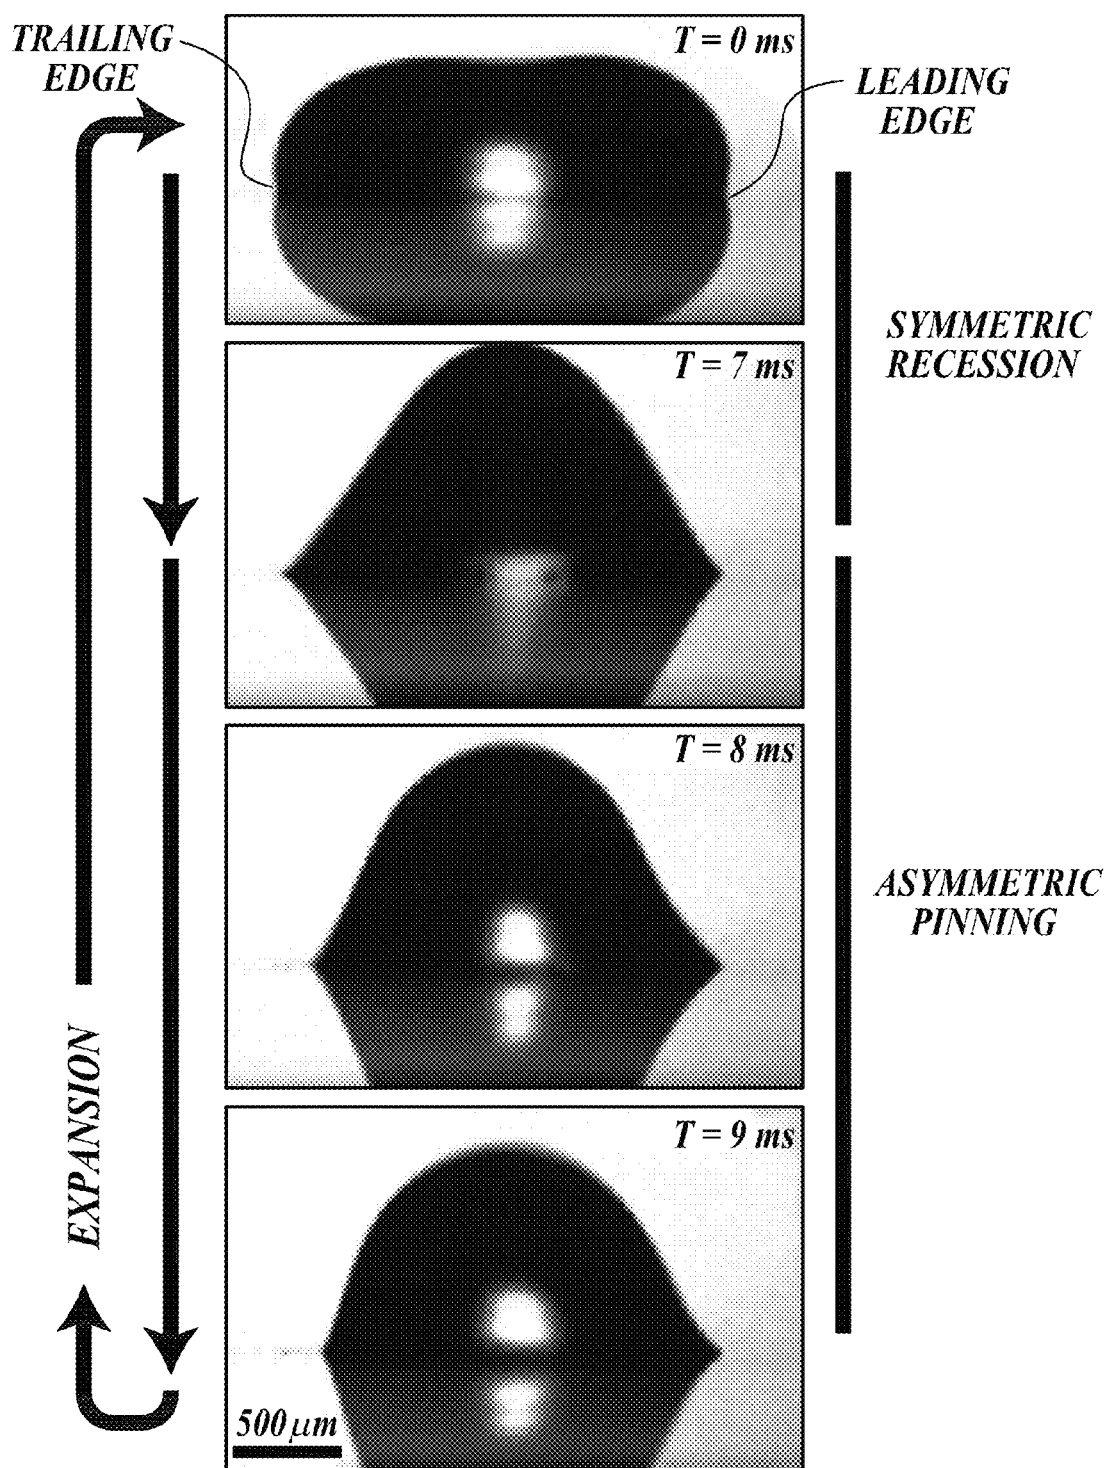 TRAILING
EDGE
T = 0 ms
LEADING
EDGE
SYMMETRIC
RECESSION
T = 7 ms
T = 8 ms
ASYMMETRIC
PINNING
EXPANSION
T = 9 ms
500 μm